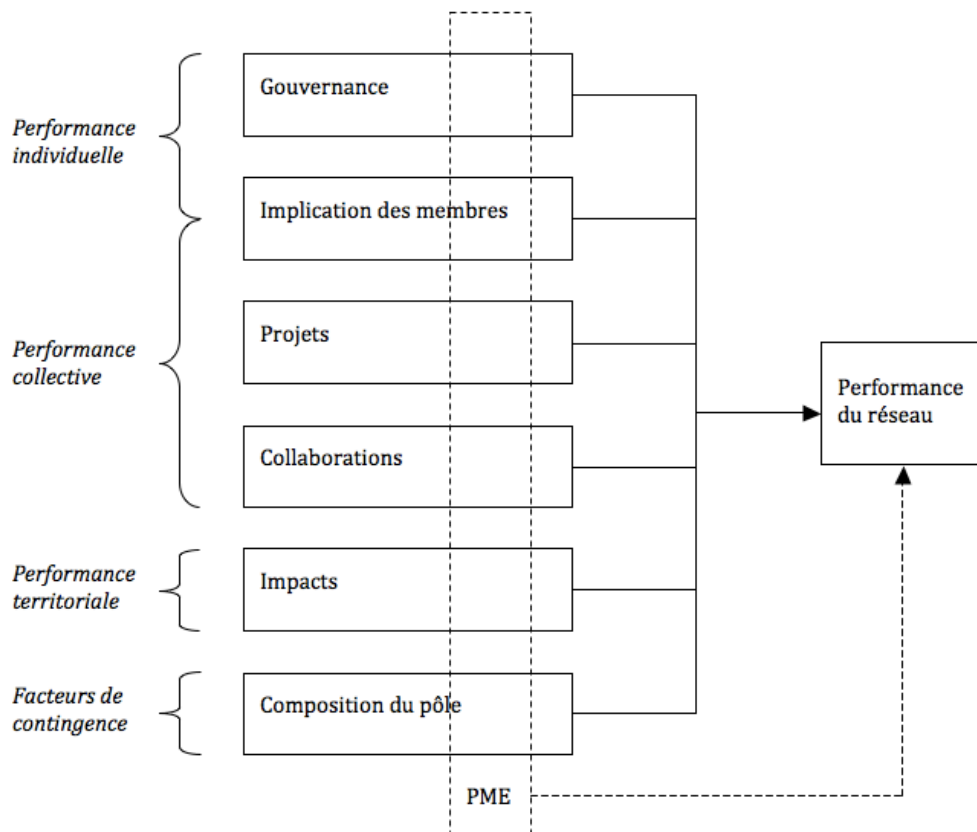 Performance
individuelle
Gouvernance
Implication des membres
Performance
collective
Projets
Collaborations
Performance
territoriale
Impacts
Facteurs de
contingence
Composition du pôle
PME
Performance
du réseau